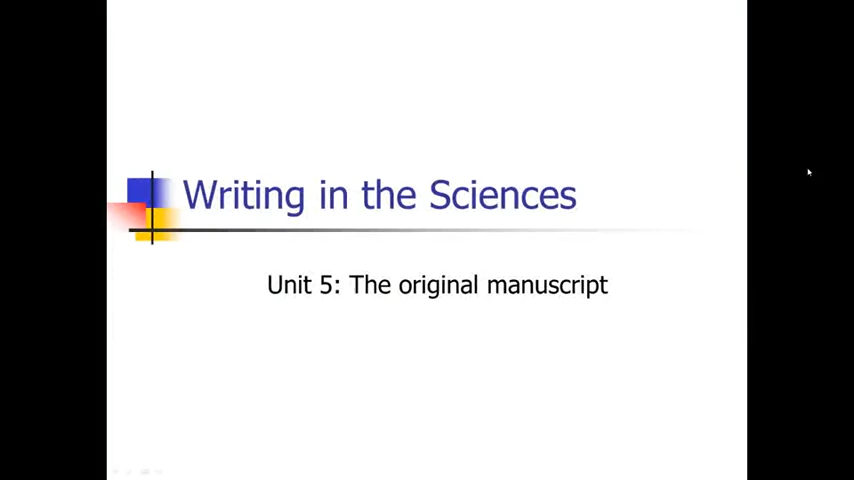 Writing in the Sciences
Unit 5: The original manuscript